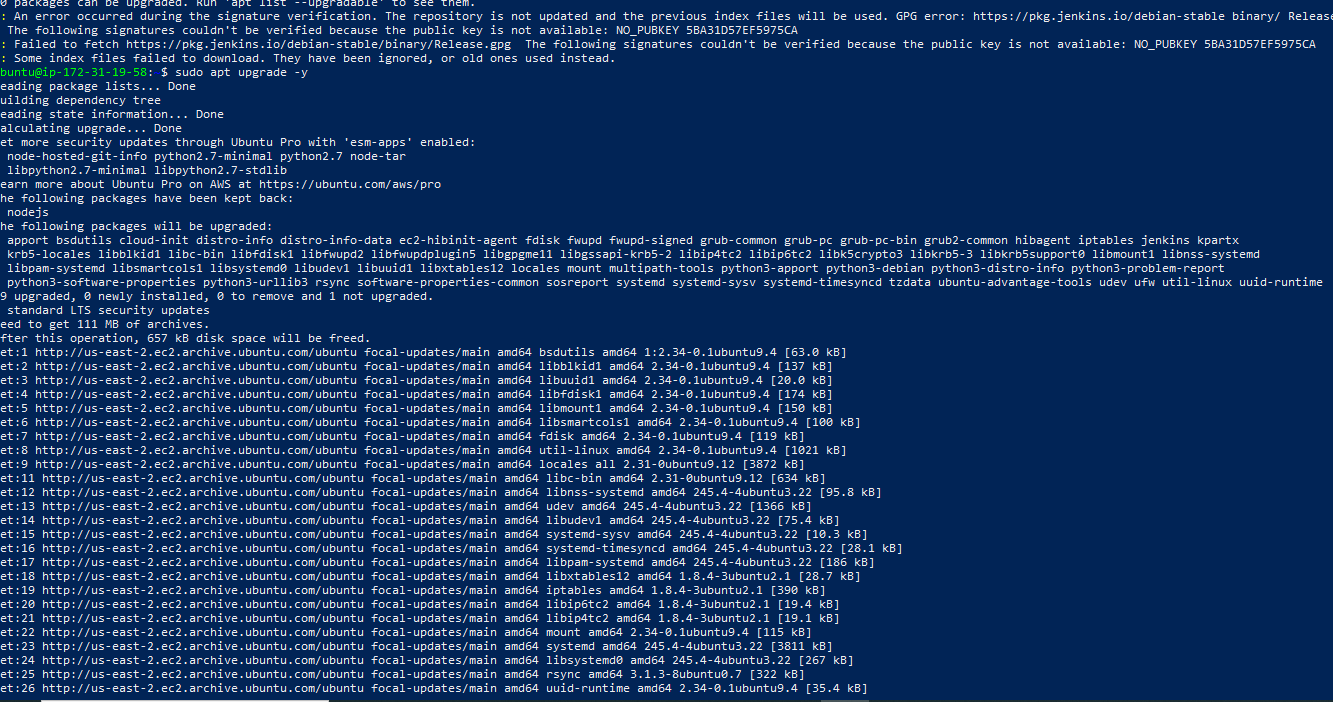 0 packages can be upgraded. Run 'apt list --upgradable' to see them.
: An error occurred during the signature verification. The repository is not updated and the previous index files will be used. GPG error: https://pkg.jenkins.io/debian-stable binary/ Release
The following signatures couldn't be verified because the public key is not available: NO_PUBKEY 5BA31D57EF5975CA
: Failed to fetch https://pkg.jenkins.io/debian-stable/binary/Release.gpg  The following signatures couldn't be verified because the public key is not available: NO_PUBKEY 5BA31D57EF5975CA
: Some index files failed to download. They have been ignored, or old ones used instead.
buntu@ip-172-31-19-58: $ sudo apt upgrade -y
eading package lists... Done
uilding dependency tree
eading state information... Done
alculating upgrade... Done
et more security updates through Ubuntu Pro with 'esm-apps' enabled:
node-hosted-git-info python2.7-minimal python2.7 node-tar
libpython2.7-minimal libpython2.7-stdlib
earn more about Ubuntu Pro on AWS at https://ubuntu.com/aws/pro
he following packages have been kept back:
nodejs
he following packages will be upgraded:
apport bsdutils cloud-init distro-info distro-info-data ec2-hibinit-agent fdisk fwupd fwupd-signed grub-common grub-pc grub-pc-bin grub2-common hibagent iptables jenkins kpartx
krb5-locales libblkid1 libc-bin libfdisk1 libfwupd2 libfwupdplugin5 libgpgme11 libgssapi-krb5-2 libip4tc2 libip6tc2 libk5crypto3 libkrb5-3 libkrb5support0 libmount1 libnss-systemd
libpam-systemd libsmartcols1 libsystemd0 libudev1 libuuid1 libxtables12 locales mount multipath-tools python3-apport python3-debian python3-distro-info python3-problem-report
python3-software-properties python3-urllib3 rsync software-properties-common sosreport systemd systemd-sysv systemd-timesyncd tzdata ubuntu-advantage-tools udev ufw util-linux uuid-runtime
9 upgraded, 0 newly installed, 0 to remove and 1 not upgraded.
standard LTS security updates
eed to get 111 MB of archives.
fter this operation, 657 kB disk space will be freed.
et:1 http://us-east-2.ec2.archive.ubuntu.com/ubuntu focal-updates/main amd64 bsdutils amd64 1:2.34-0.1ubuntu9.4 [63.0 kB]
et:2 http://us-east-2.ec2.archive.ubuntu.com/ubuntu focal-updates/main amd64 libblkid1 amd64 2.34-0.1ubuntu9.4 [137 kB]
et:3 http://us-east-2.ec2.archive.ubuntu.com/ubuntu focal-updates/main amd64 libuuid1 amd64 2.34-0.1ubuntu9.4 [20.0 kB]
et:4 http://us-east-2.ec2.archive.ubuntu.com/ubuntu focal-updates/main amd64 libfdisk1 amd64 2.34-0.1ubuntu9.4 [174 kB]
et:5 http://us-east-2.ec2.archive.ubuntu.com/ubuntu focal-updates/main amd64 libmount1 amd64 2.34-0.1ubuntu9.4 [150 kB]
et:6 http://us-east-2.ec2.archive.ubuntu.com/ubuntu focal-updates/main amd64 libsmartcols1 amd64 2.34-0.1ubuntu9.4 [100 kB]
et:7 http://us-east-2.ec2.archive.ubuntu.com/ubuntu focal-updates/main amd64 fdisk amd64 2.34-0.1ubuntu9.4 [119 kB]
et:8 http://us-east-2.ec2.archive.ubuntu.com/ubuntu focal-updates/main amd64 util-linux amd64 2.34-0.1ubuntu9.4 [1021 kB]
et:9 http://us-east-2.ec2.archive.ubuntu.com/ubuntu focal-updates/main amd64 locales all 2.31-0ubuntu9.12 [3872 kB]
et:11 http://us-east-2.ec2.archive.ubuntu.com/ubuntu focal-updates/main amd64 libc-bin amd64 2.31-0ubuntu9.12 [634 kB]
et:12 http://us-east-2.ec2.archive.ubuntu.com/ubuntu focal-updates/main amd64 libnss-systemd amd64 245.4-4ubuntu3.22 [95.8 kB]
et:13 http://us-east-2.ec2.archive.ubuntu.com/ubuntu focal-updates/main amd64 udev amd64 245.4-4ubuntu3.22 [1366 kB]
et:14 http://us-east-2.ec2.archive.ubuntu.com/ubuntu focal-updates/main amd64 libudev1 amd64 245.4-4ubuntu3.22 [75.4 kB]
et:15 http://us-east-2.ec2.archive.ubuntu.com/ubuntu focal-updates/main amd64 systemd-sysv amd64 245.4-4ubuntu3.22 [10.3 kB]
et:16 http://us-east-2.ec2.archive.ubuntu.com/ubuntu focal-updates/main amd64 systemd-timesyncd amd64 245.4-4ubuntu3.22 [28.1 kB]
et:17 http://us-east-2.ec2.archive.ubuntu.com/ubuntu focal-updates/main amd64 libpam-systemd amd64 245.4-4ubuntu3.22 [186 kB]
et:18 http://us-east-2.ec2.archive.ubuntu.com/ubuntu focal-updates/main amd64 libxtables12 amd64 1.8.4-3ubuntu2.1 [28.7 kB]
et:19 http://us-east-2.ec2.archive.ubuntu.com/ubuntu focal-updates/main amd64 iptables amd64 1.8.4-3ubuntu2.1 [390 kB]
et:20 http://us-east-2.ec2.archive.ubuntu.com/ubuntu focal-updates/main amd64 libip6tc2 amd64 1.8.4-3ubuntu2.1 [19.4 kB]
et:21 http://us-east-2.ec2.archive.ubuntu.com/ubuntu focal-updates/main amd64 libip4tc2 amd64 1.8.4-3ubuntu2.1 [19.1 kB]
et:22 http://us-east-2.ec2.archive.ubuntu.com/ubuntu focal-updates/main amd64 mount amd64 2.34-0.1ubuntu9.4 [115 kB]
et:23 http://us-east-2.ec2.archive.ubuntu.com/ubuntu focal-updates/main amd64 systemd amd64 245.4-4ubuntu3.22 [3811 kB]
et:24 http://us-east-2.ec2.archive.ubuntu.com/ubuntu focal-updates/main amd64 libsystemd0 amd64 245.4-4ubuntu3.22 [267 kB]
et:25 http://us-east-2.ec2.archive.ubuntu.com/ubuntu focal-updates/main amd64 rsync amd64 3.1.3-8ubuntu0.7 [322 kB]
et:26 http://us-east-2.ec2.archive.ubuntu.com/ubuntu focal-updates/main amd64 uuid-runtime amd64 2.34-0.1ubuntu9.4 [35.4 kB]